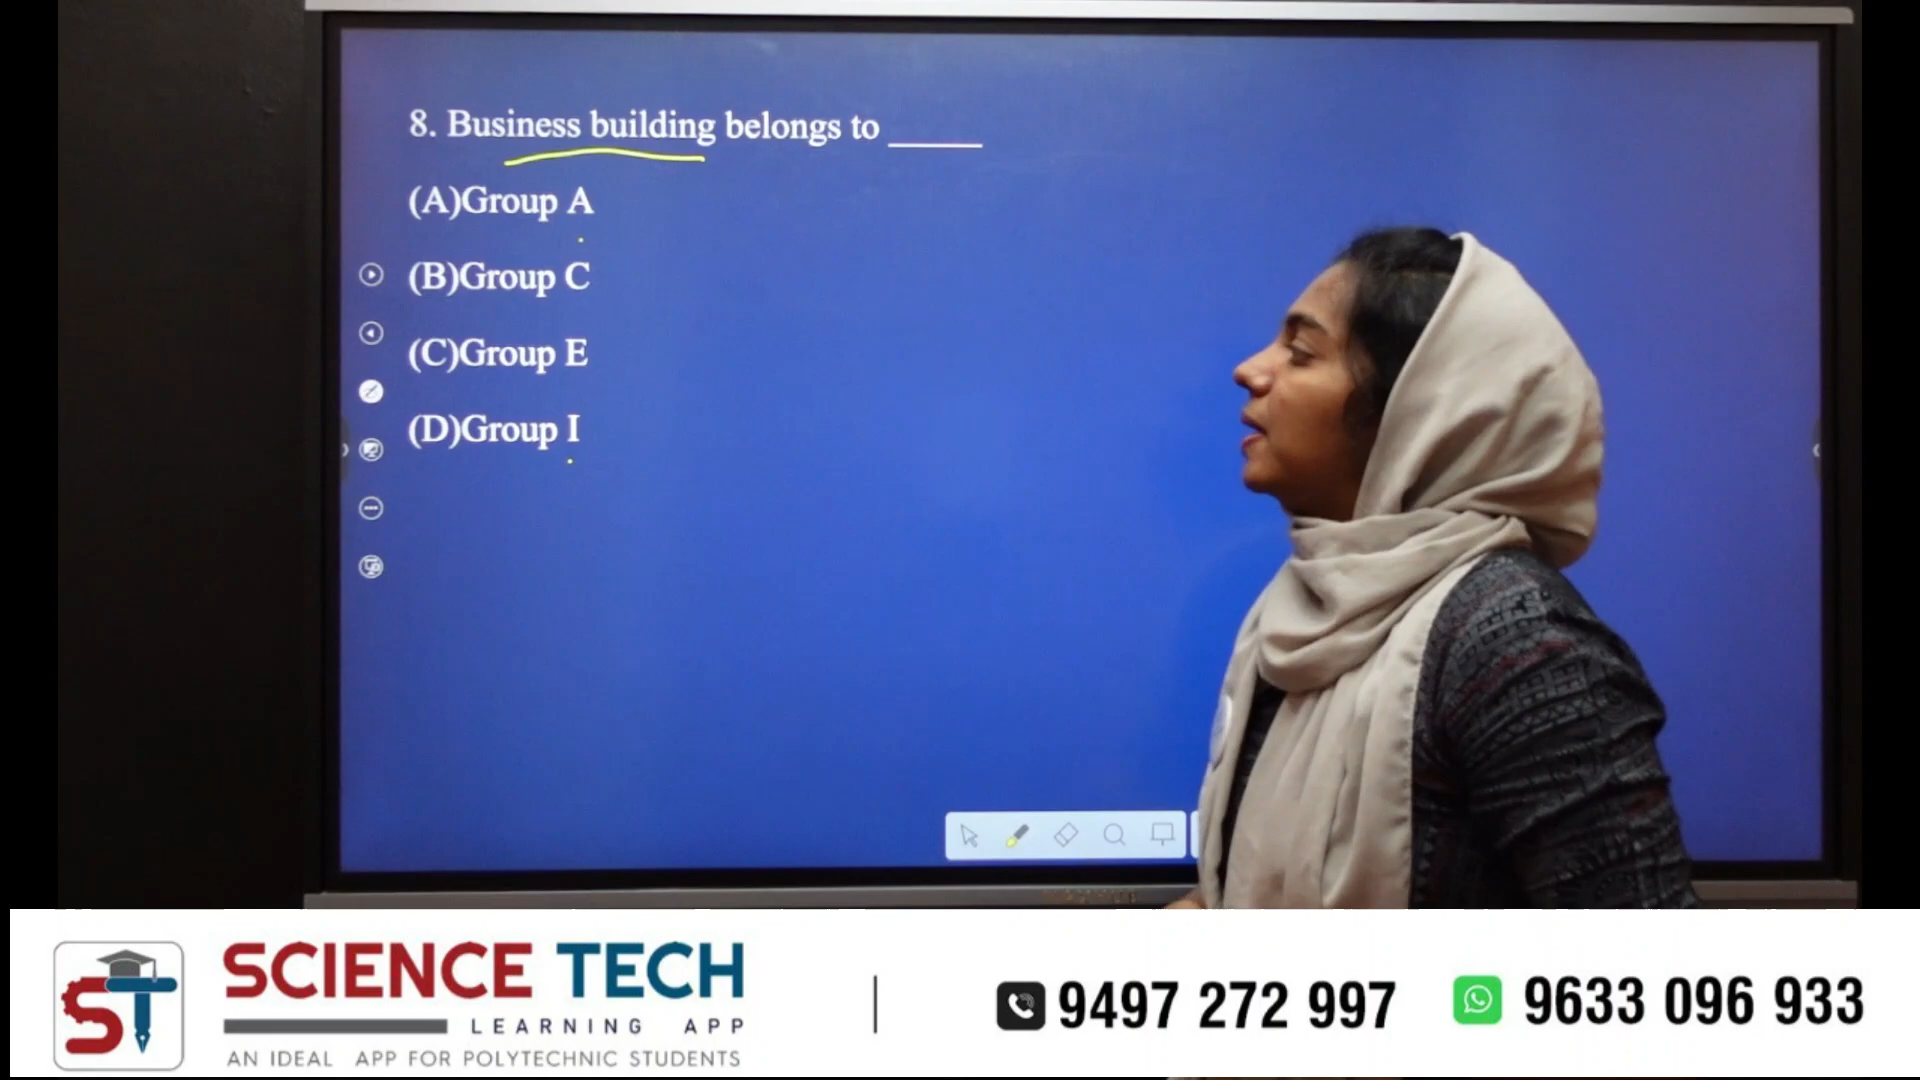 8. Business building belongs to _____
(A)Group A
(B)Group C
(C)Group E
(D)Group I
ST
SCIENCE TECH
LEARNING APP
AN IDEAL APP FOR POLYTECHNIC STUDENTS
9497 272 997
9633 096 933